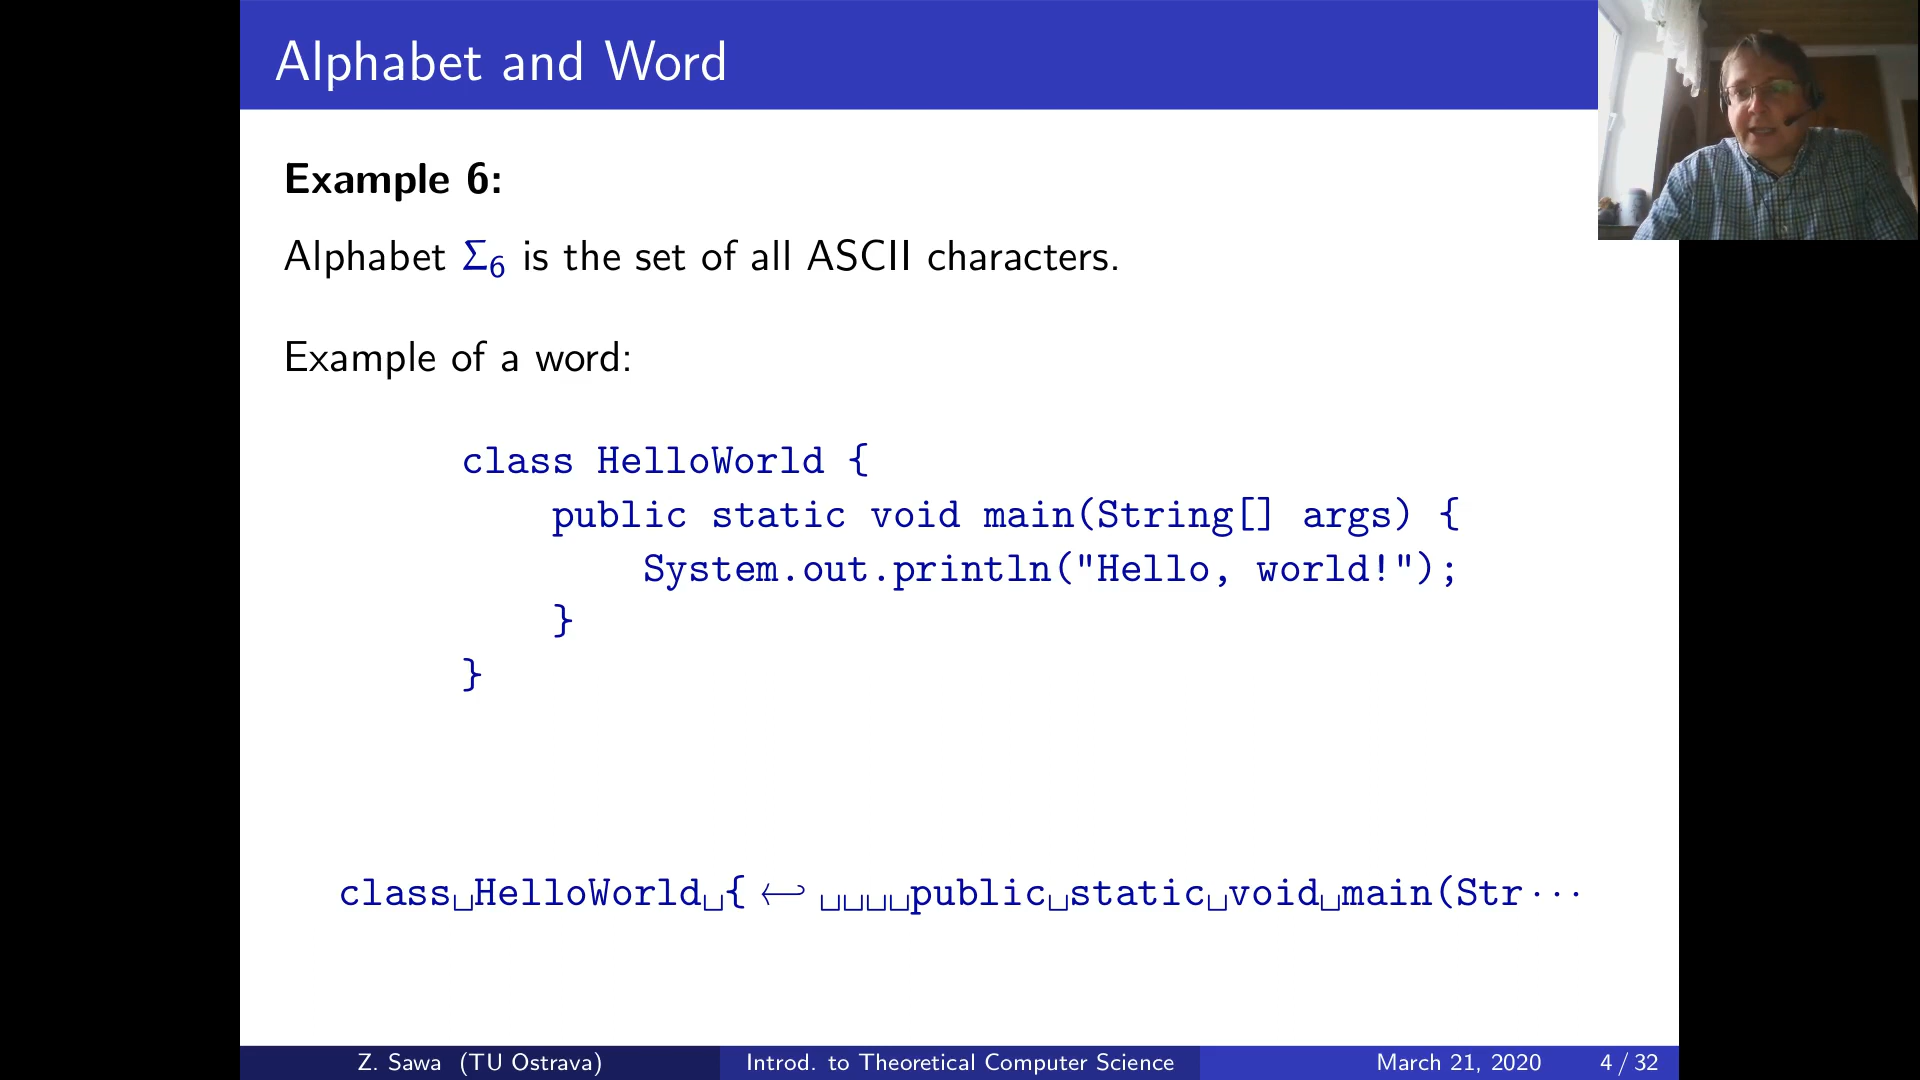 Alphabet and Word
Example 6:
Alphabet Σ₆ is the set of all ASCII characters.
Example of a word:
class HelloWorld {
    public static void main(String[] args) {
        System.out.println("Hello, world!");
    }
}
class␣HelloWorld␣{ ↩ ␣␣␣␣public␣static␣void␣main(Str···
Z. Sawa (TU Ostrava) Introd. to Theoretical Computer Science March 21, 2020 4 / 32